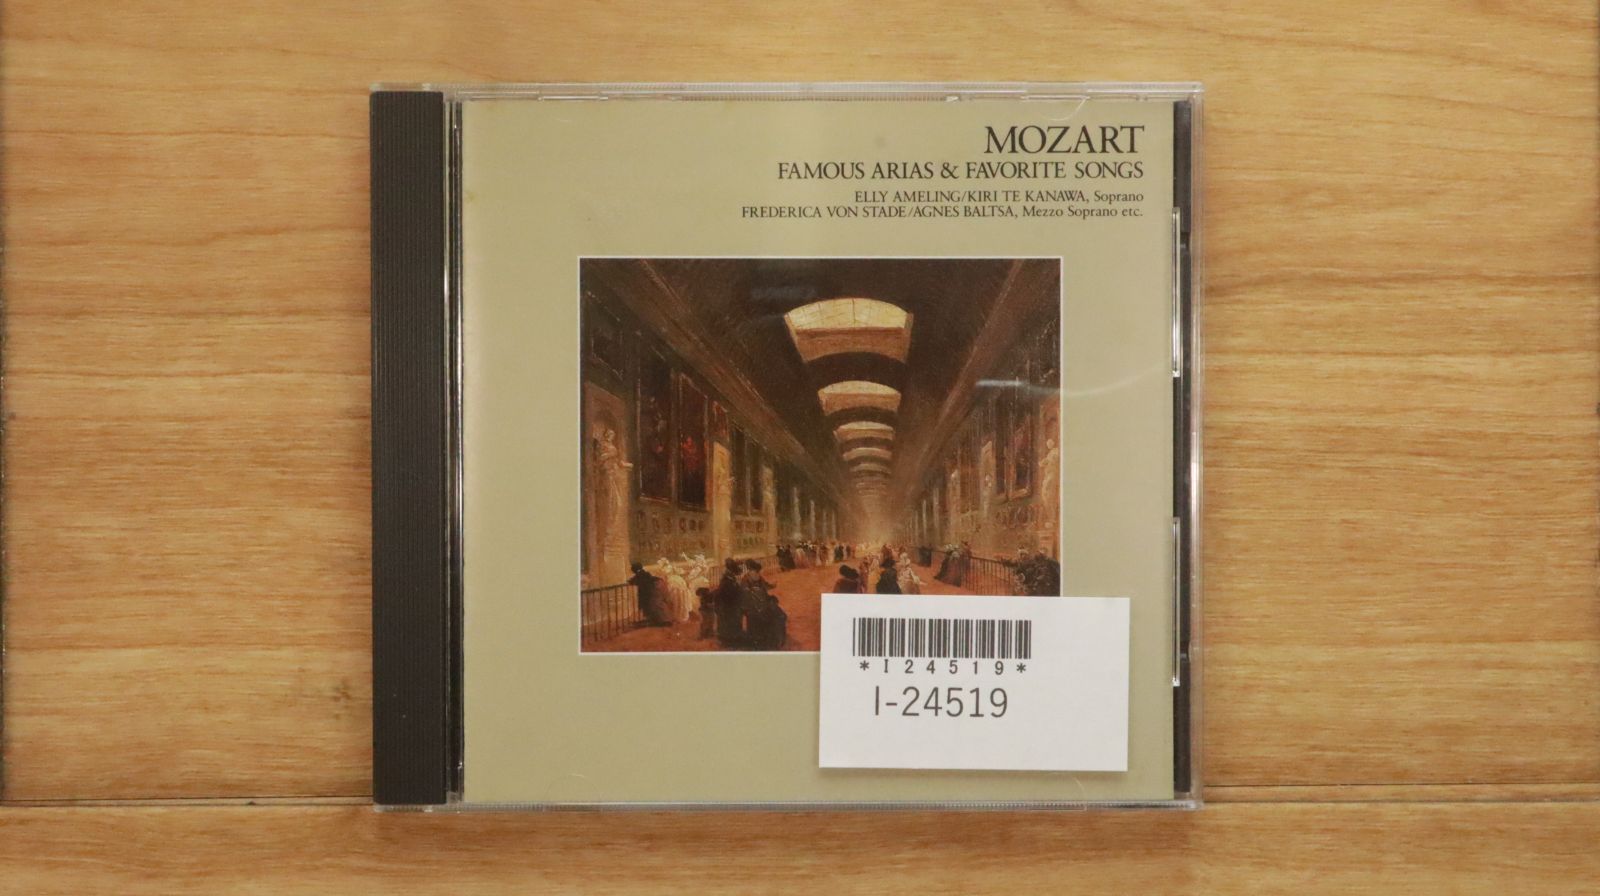 MOZART
FAMOUS ARIAS & FAVORITE SONGS
ELLY AMELING/KIRI TE KANAWA, Soprano
FREDERICA VON STADE/AGNES BALTSA, Mezzo Soprano etc.
*I24519*
I-24519